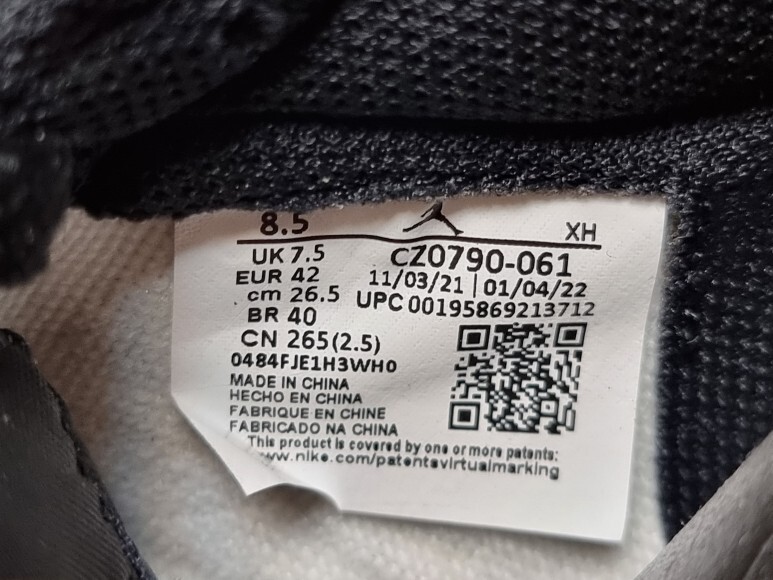 8.5 XH
UK 7.5 CZ0790-061
EUR 42 11/03/21 | 01/04/22
cm 26.5 UPC 00195869213712
BR 40
CN 265(2.5)
0484FJE1H3WH0
MADE IN CHINA
HECHO EN CHINA
FABRIQUE EN CHINE
FABRICADO NA CHINA
This product is covered by one or more patents:
ww.nike.com/patentsvirtualmarking